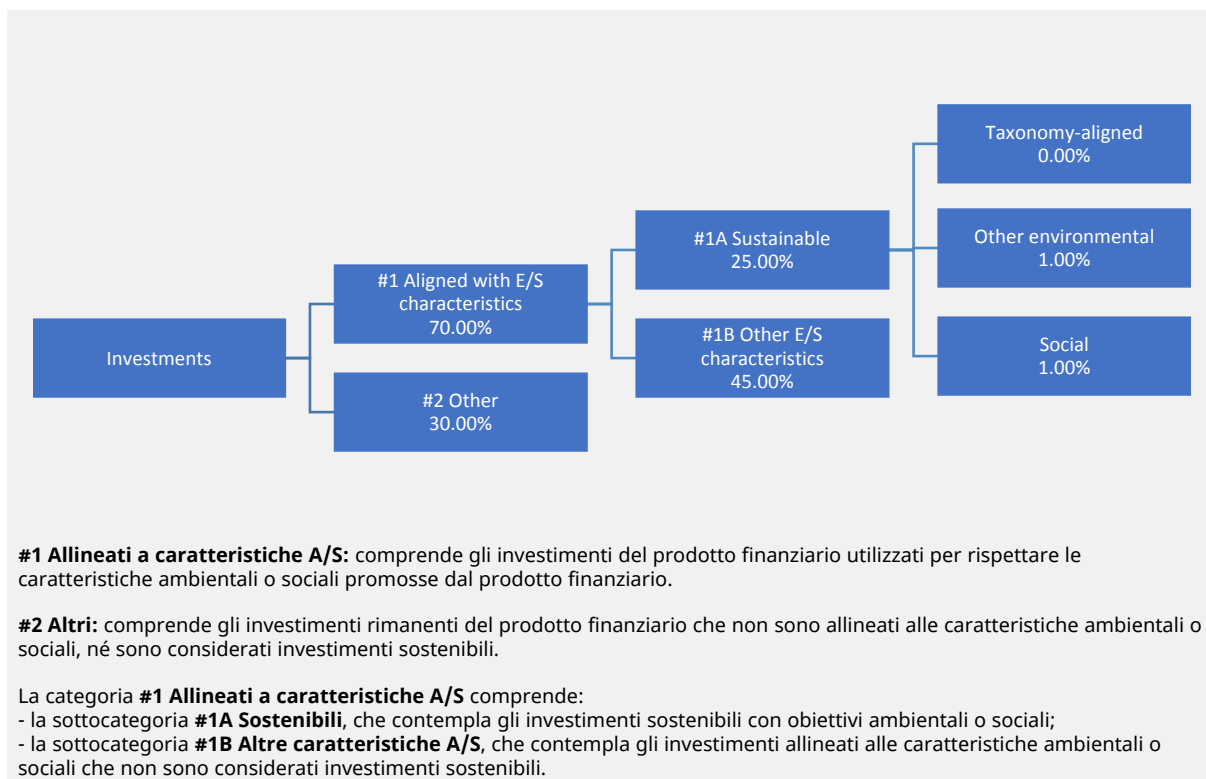 Investments
#1 Aligned with E/S
characteristics
70.00%
#2 Other
30.00%
#1A Sustainable
25.00%
#1B Other E/S
characteristics
45.00%
Taxonomy-aligned
0.00%
Other environmental
1.00%
Social
1.00%
#1 Allineati a caratteristiche A/S: comprende gli investimenti del prodotto finanziario utilizzati per rispettare le
caratteristiche ambientali o sociali promosse dal prodotto finanziario.
#2 Altri: comprende gli investimenti rimanenti del prodotto finanziario che non sono allineati alle caratteristiche ambientali o
sociali, né sono considerati investimenti sostenibili.
La categoria #1 Allineati a caratteristiche A/S comprende:
- la sottocategoria #1A Sostenibili, che contempla gli investimenti sostenibili con obiettivi ambientali o sociali;
- la sottocategoria #1B Altre caratteristiche A/S, che contempla gli investimenti allineati alle caratteristiche ambientali o
sociali che non sono considerati investimenti sostenibili.